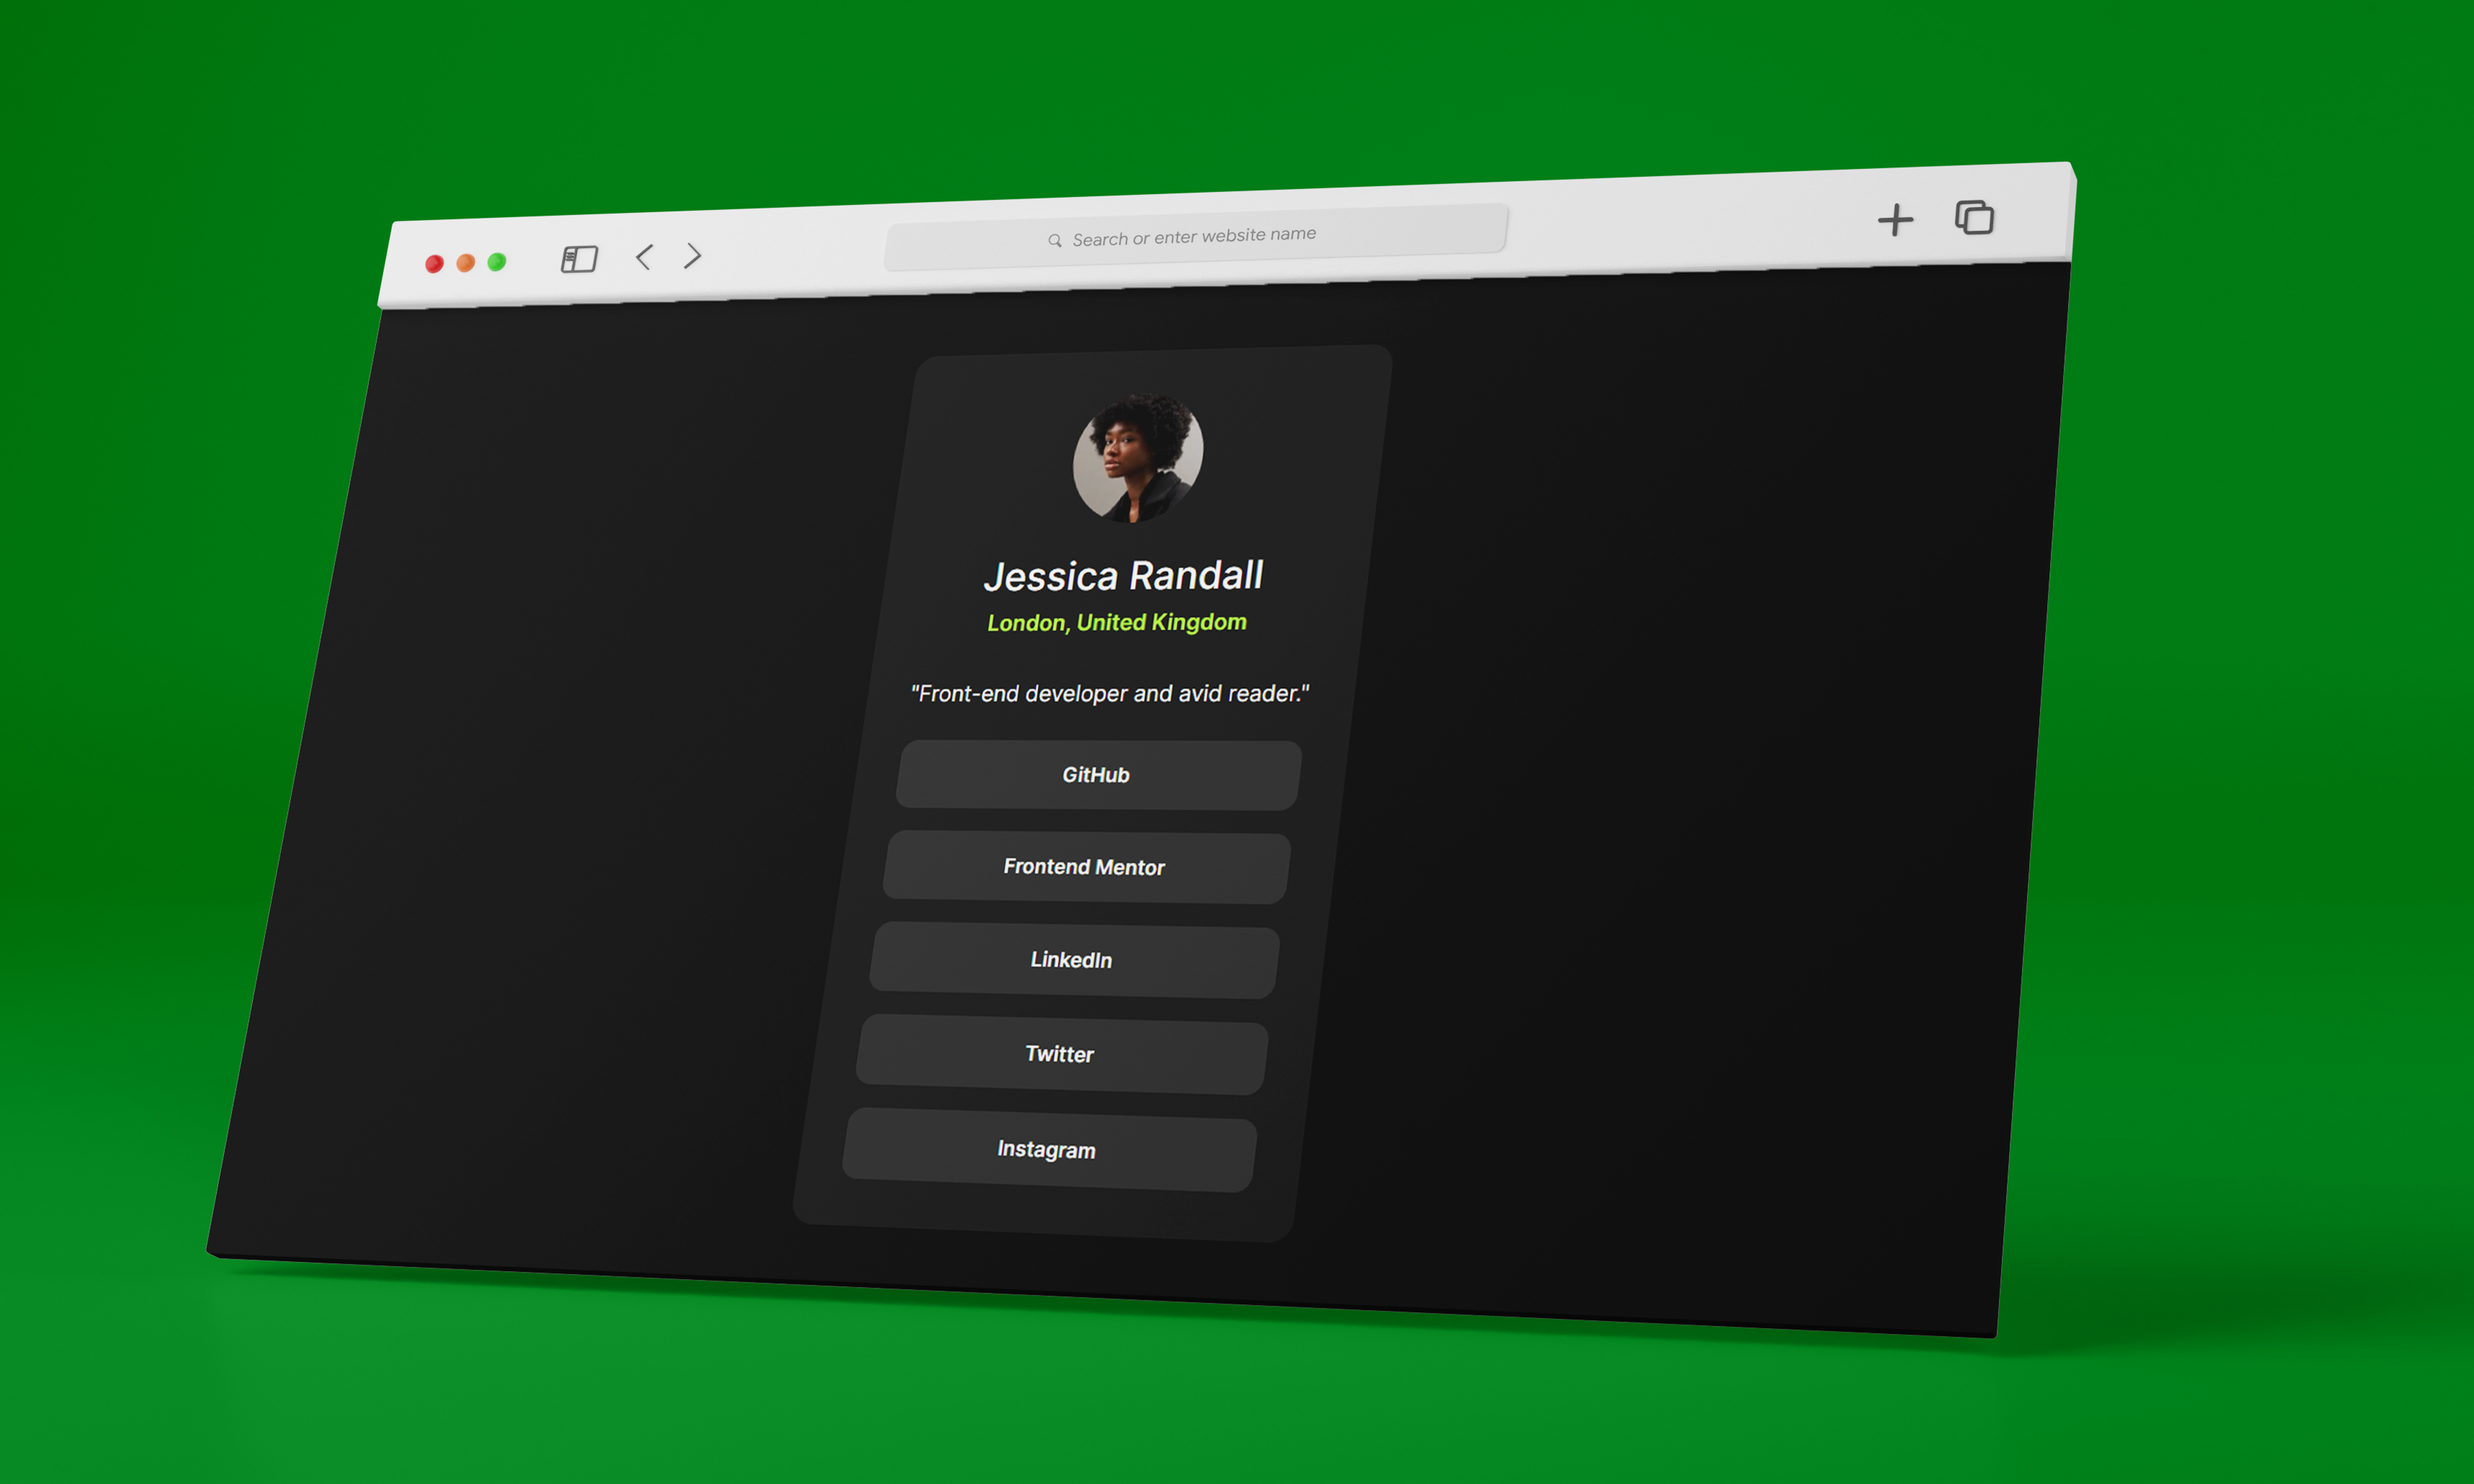 Search or enter website name
Jessica Randall
London, United Kingdom
"Front-end developer and avid reader."
GitHub
Frontend Mentor
LinkedIn
Twitter
Instagram